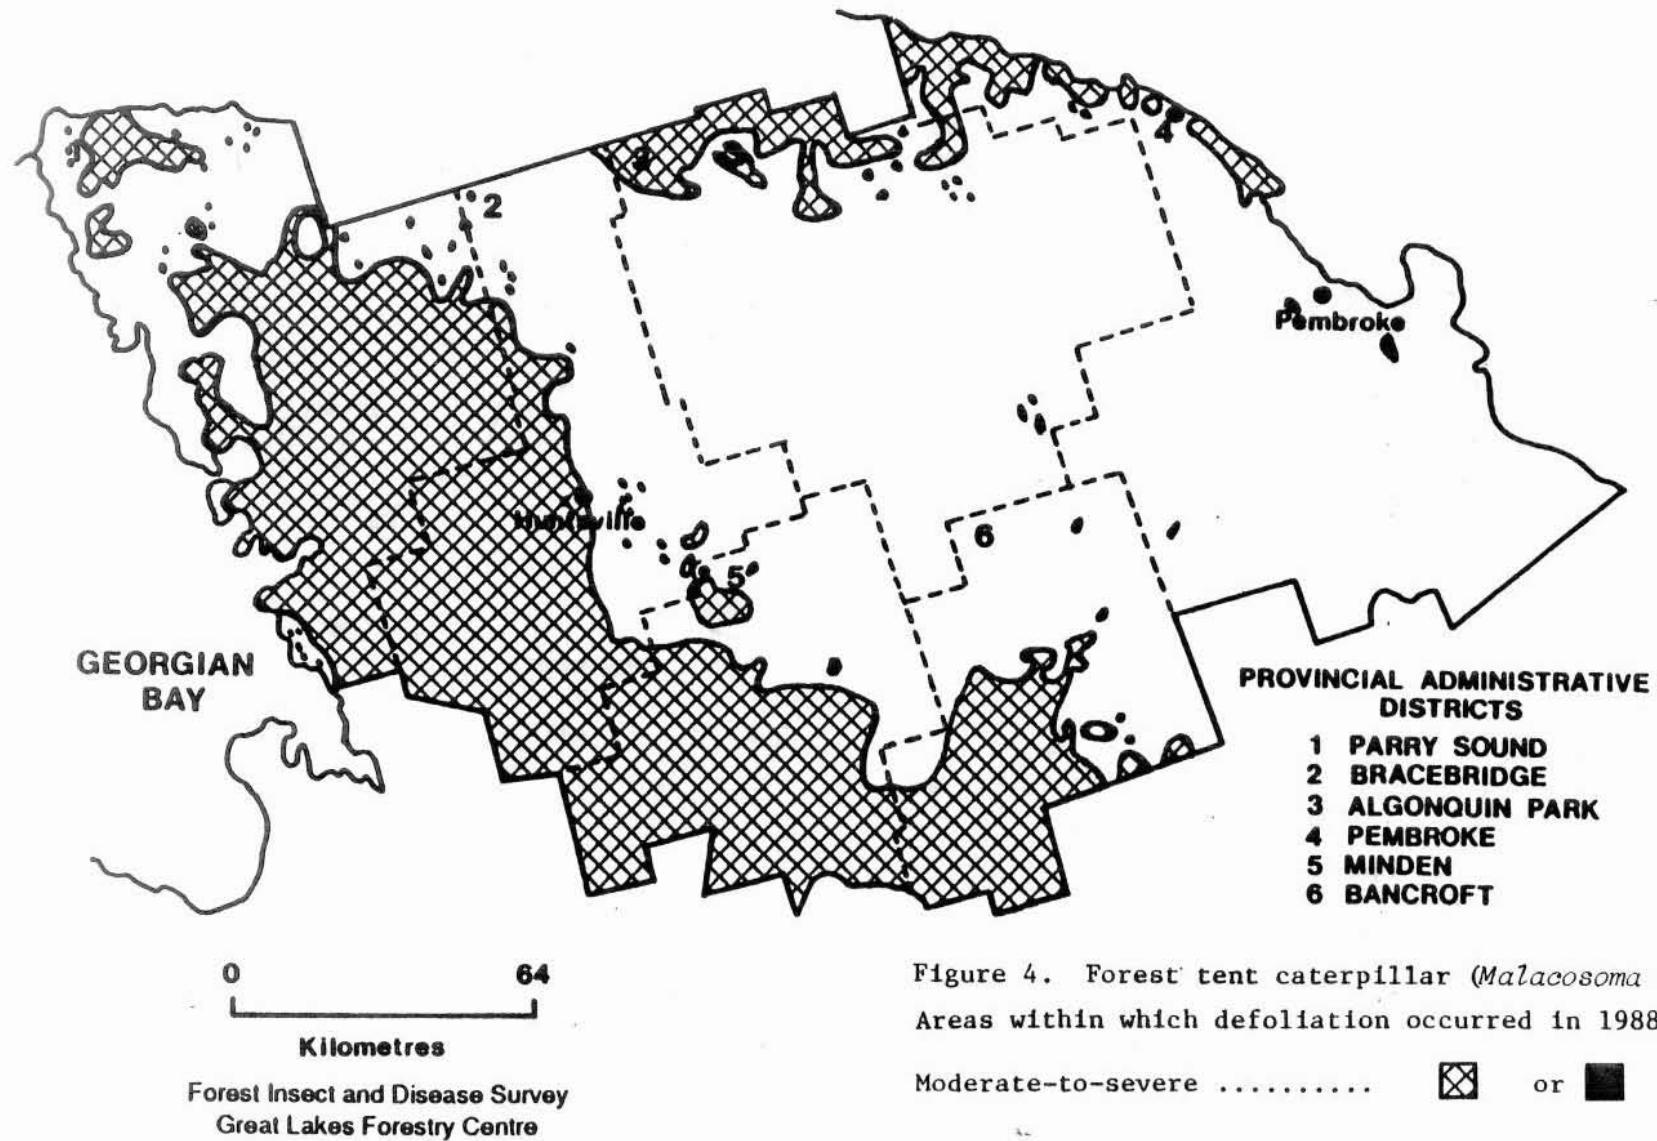 2
4
Pembroke
Huntsville
6
5
GEORGIAN
BAY
PROVINCIAL ADMINISTRATIVE
DISTRICTS
1 PARRY SOUND
2 BRACEBRIDGE
3 ALGONQUIN PARK
4 PEMBROKE
5 MINDEN
6 BANCROFT
0 64
Kilometres
Forest Insect and Disease Survey
Great Lakes Forestry Centre
Figure 4. Forest tent caterpillar (Malacosoma
Areas within which defoliation occurred in 1988
Moderate-to-severe .......... or